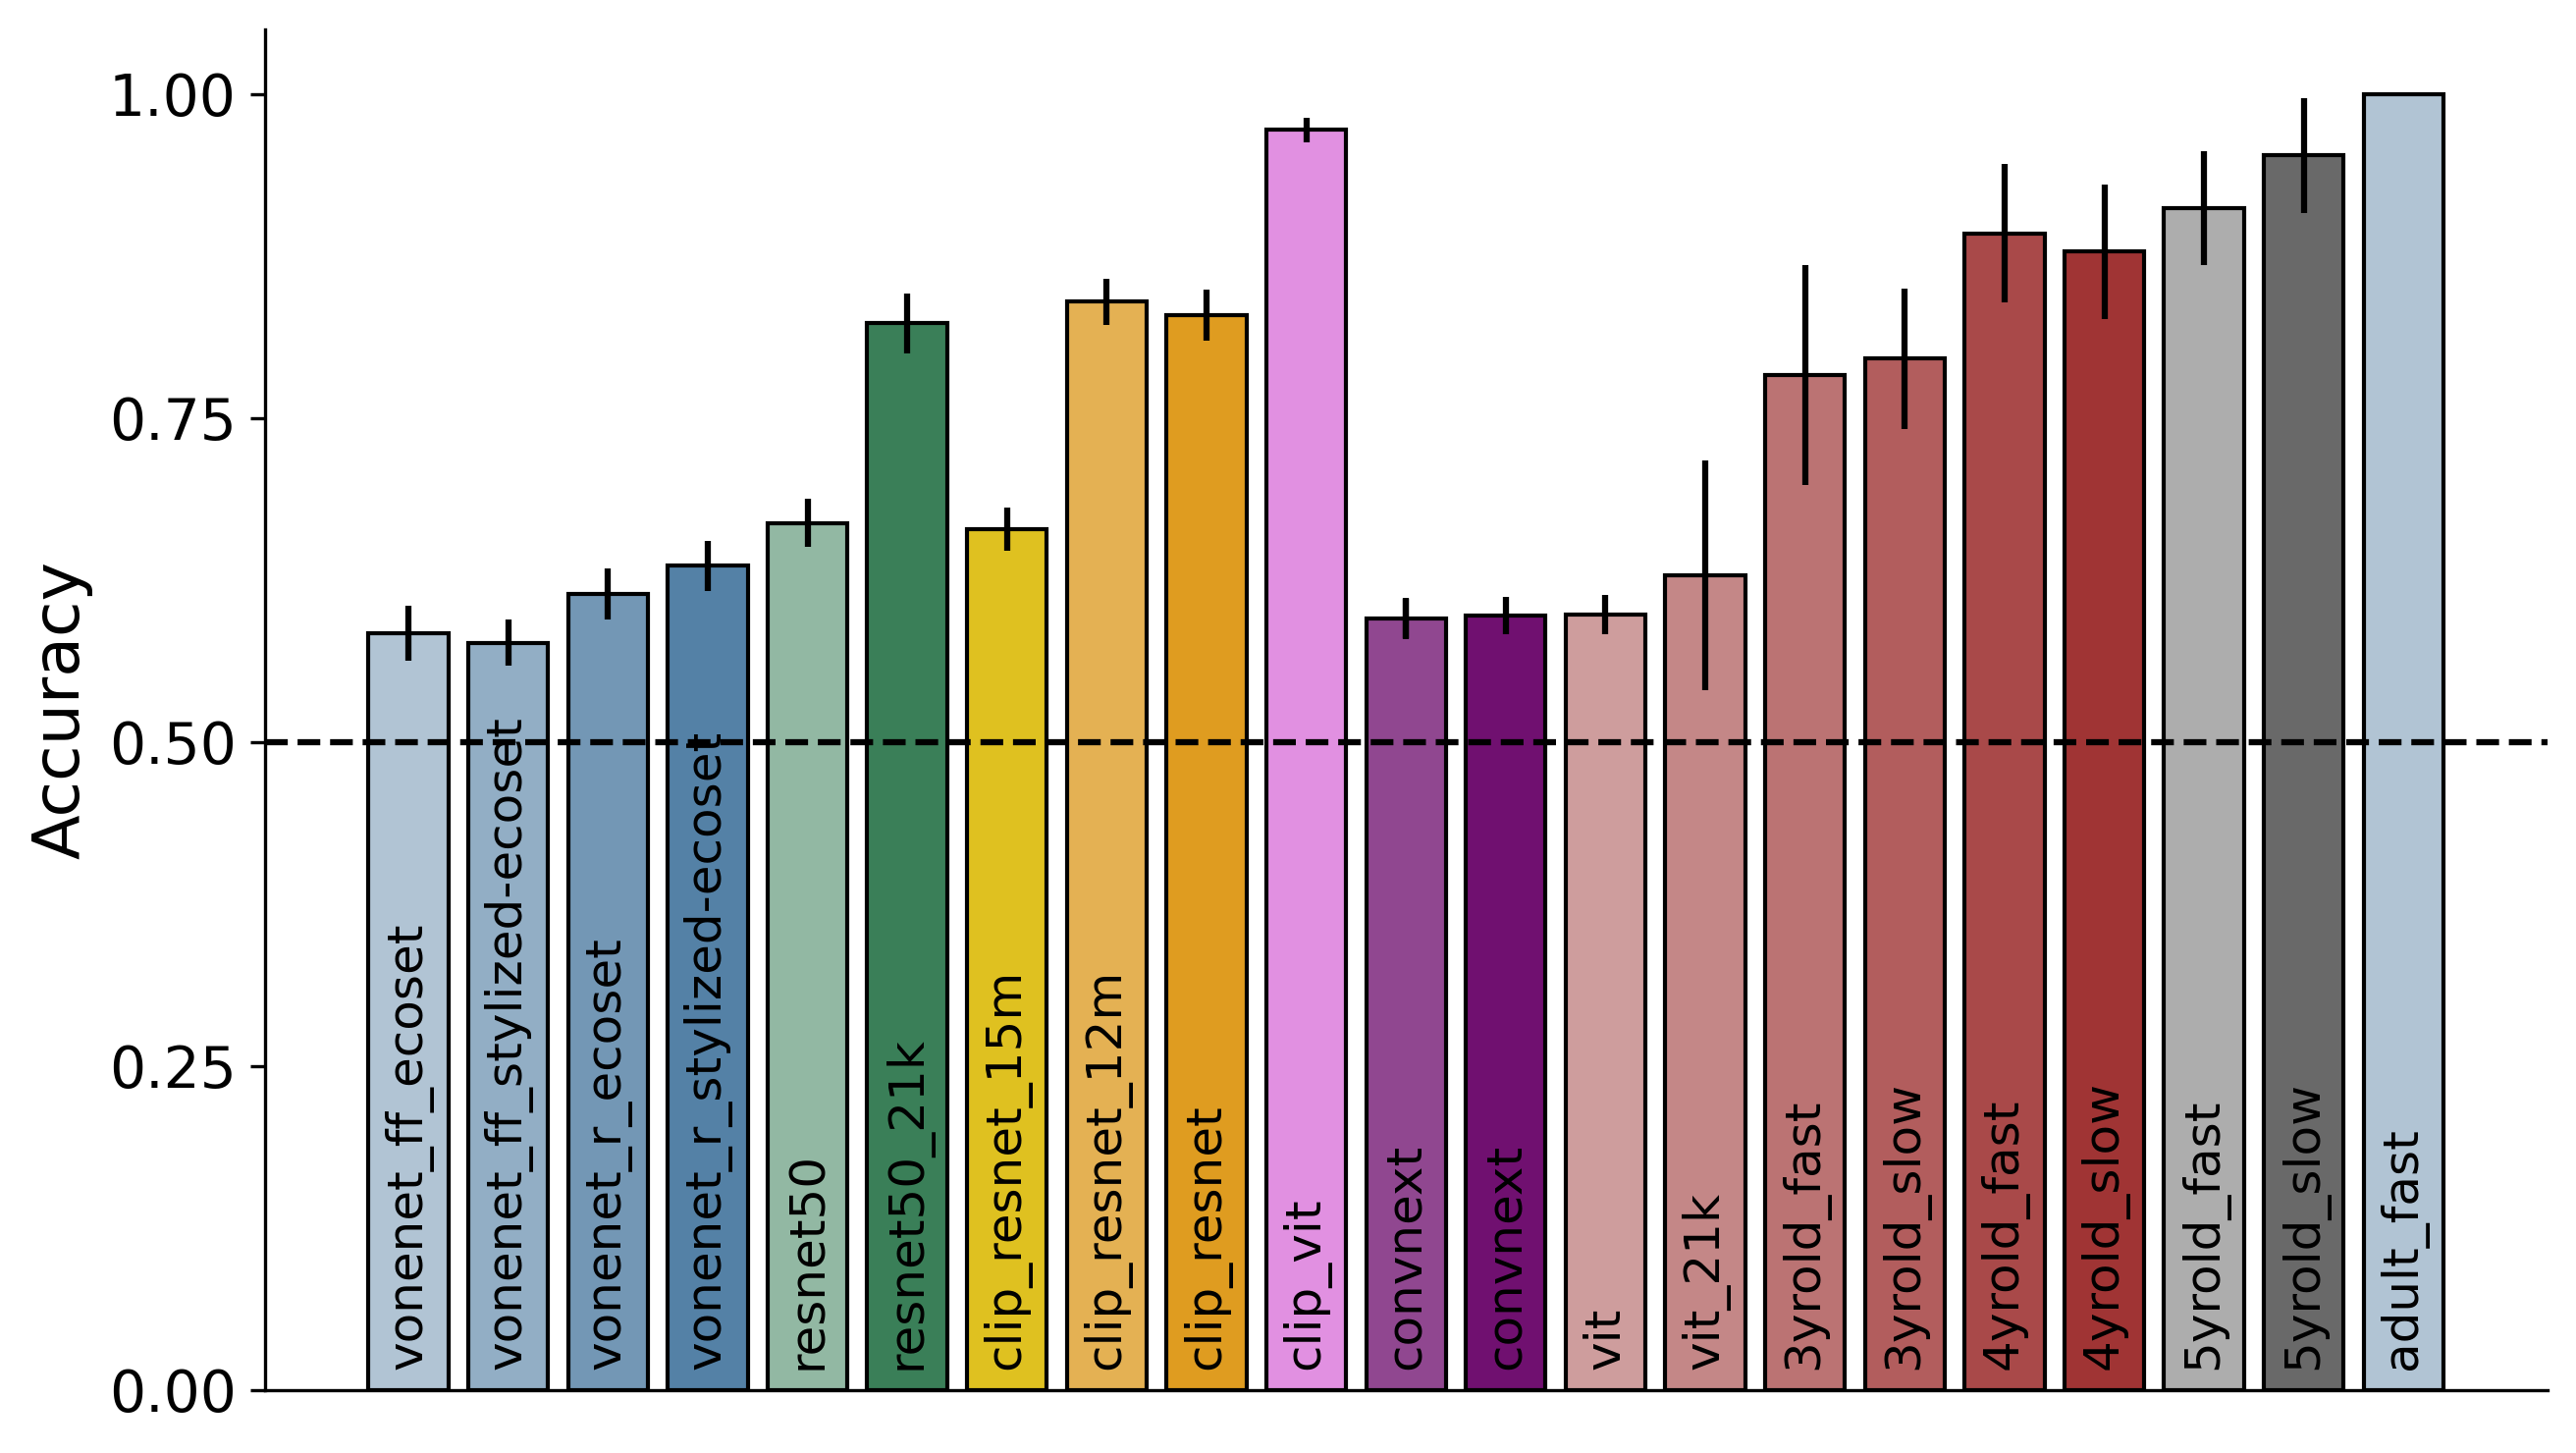 Accuracy
1.00
0.75
0.50
0.25
0.00
vonenet_ff_ecoset
vonenet_ff_stylized-ecoset
vonenet_r_ecoset
vonenet_r_stylized-ecoset
resnet50
resnet50_21k
clip_resnet_15m
clip_resnet_12m
clip_resnet
clip_vit
convnext
convnext
vit
vit_21k
3yrold_fast
3yrold_slow
4yrold_fast
4yrold_slow
5yrold_fast
5yrold_slow
adult_fast